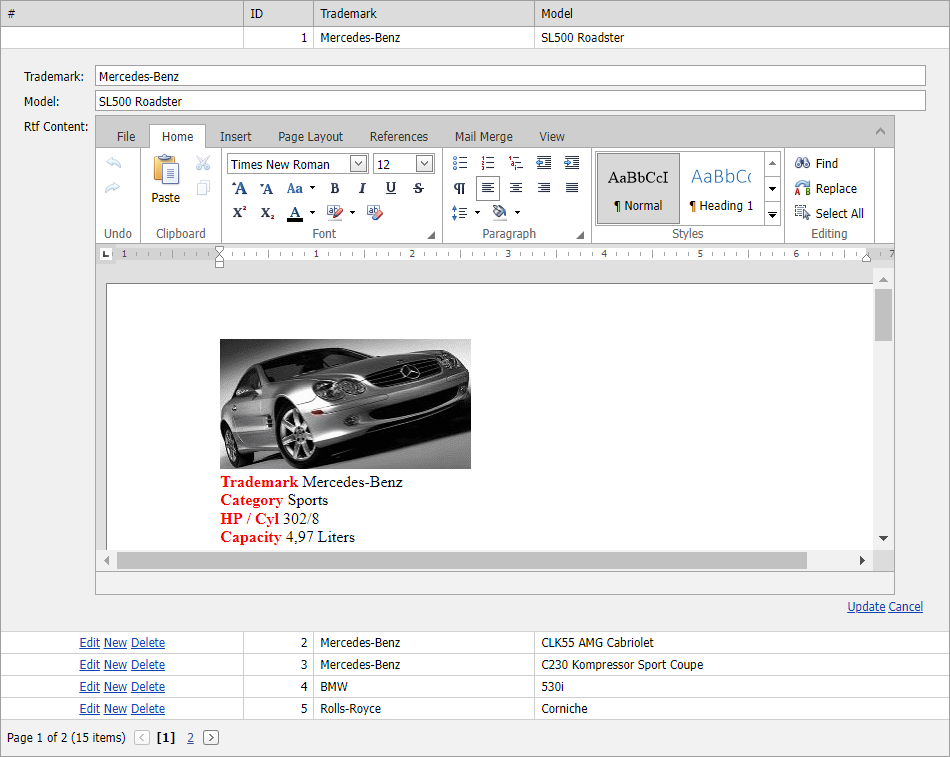 # ID Trademark Model
1 Mercedes-Benz SL500 Roadster
Trademark: Mercedes-Benz
Model: SL500 Roadster
Rtf Content:
File Home Insert Page Layout References Mail Merge View
Times New Roman 12 AaBbCcI AaBbCc Find
Paste Aa B I U S ¶ Replace
X² X₂ A ¶ Normal ¶ Heading 1 Select All
Undo Clipboard Font Paragraph Styles Editing
L 1 1 2 3 4 5 6 7
Trademark Mercedes-Benz
Category Sports
HP / Cyl 302/8
Capacity 4,97 Liters
Update Cancel
Edit New Delete 2 Mercedes-Benz CLK55 AMG Cabriolet
Edit New Delete 3 Mercedes-Benz C230 Kompressor Sport Coupe
Edit New Delete 4 BMW 530i
Edit New Delete 5 Rolls-Royce Corniche
Page 1 of 2 (15 items) < [1] 2 >